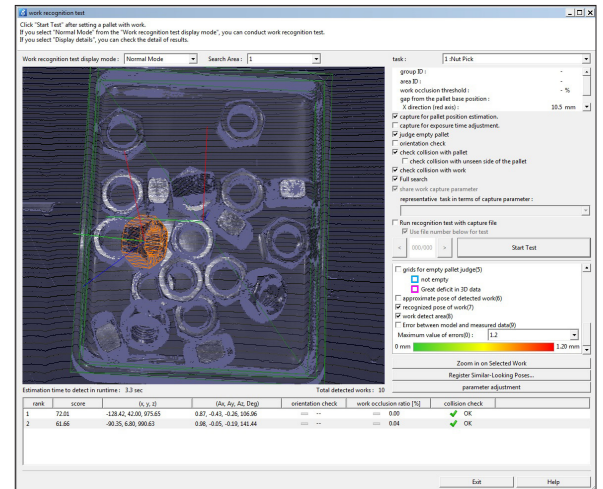 work recognition test
Click "Start Test" after setting a pallet with work.
If you select "Normal Mode" from the "Work recognition test display mode", you can conduct work recognition test.
If you select "Display details", you can check the detail of results.
Work recognition test display mode : Normal Mode Search Area : 1 task : 1 :Nut Pick
group ID : -
area ID : -
work occlusion threshold : - %
gap from the pallet base position :
X direction (red axis) : 10.5 mm
capture for pallet position estimation.
capture for exposure time adjustment.
judge empty pallet
orientation check
check collision with pallet
check collision with unseen side of the pallet
check collision with work
Full search
share work capture parameter
representative task in terms of capture parameter :
Run recognition test with capture file
Use file number below for test
< 000/000 > Start Test
grids for empty pallet judge(5)
not empty
Great deficit in 3D data
approximate pose of detected work(6)
recognized pose of work(7)
work detect area(8)
Error between model and measured data(9)
Maximum value of error(0) : 1.2
0 mm 1.20 mm
Zoom in on Selected Work
Register Similar-Looking Poses...
parameter adjustment
Estimation time to detect in runtime : 3.3 sec Total detected works : 10
rank score (x, y, z) (Ax, Ay, Az, Deg) orientation check work occlusion ratio [%] collision check
1 72.01 -128.42, 42.00, 975.65 0.87, -0.43, -0.26, 106.96 -- 0.00 OK
2 61.66 -90.35, 6.80, 990.63 0.98, -0.05, -0.19, 141.44 -- 0.04 OK
Exit Help